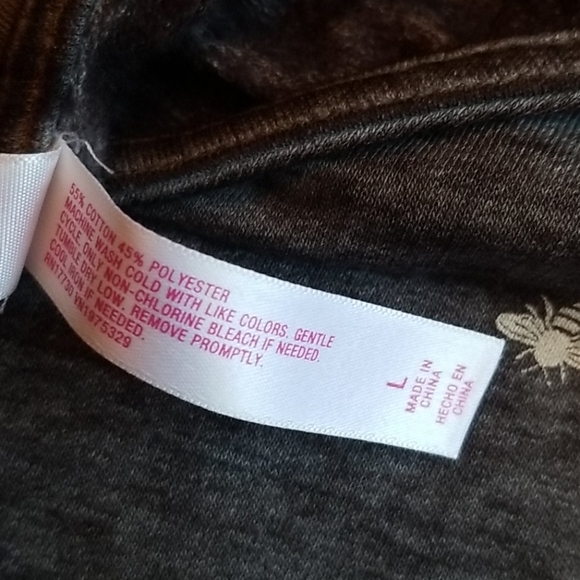 55% COTTON 45% POLYESTER
MACHINE WASH COLD WITH LIKE COLORS. GENTLE
CYCLE. ONLY NON-CHLORINE BLEACH IF NEEDED.
TUMBLE DRY LOW. REMOVE PROMPTLY.
COOL IRON IF NEEDED.
RN17730 VN1975329
L
MADE IN
CHINA
HECHO EN
CHINA